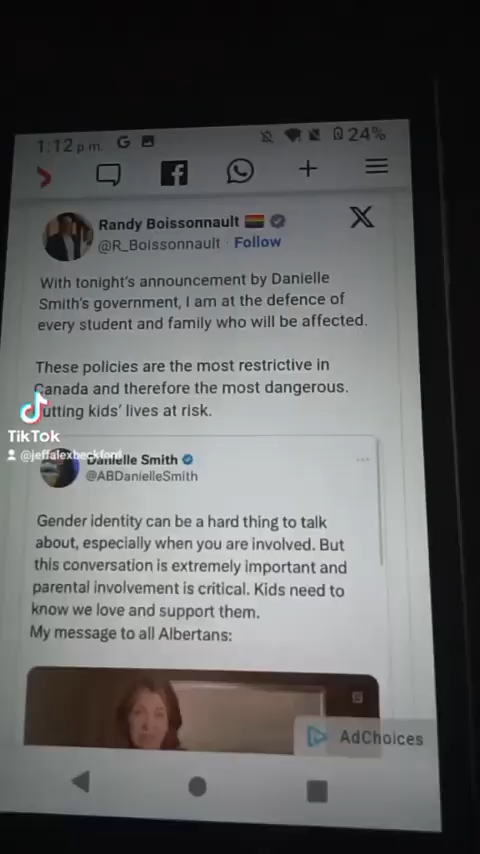 1:12 p.m. G
24%
Randy Boissonnault
@R_Boissonnault · Follow
With tonight's announcement by Danielle
Smith's government, I am at the defence of
every student and family who will be affected.
These policies are the most restrictive in
Canada and therefore the most dangerous.
utting kids' lives at risk.
TikTok
@jeffalexbeckford
Danielle Smith
@ABDanielleSmith
Gender identity can be a hard thing to talk
about, especially when you are involved. But
this conversation is extremely important and
parental involvement is critical. Kids need to
know we love and support them.
My message to all Albertans:
AdChoices